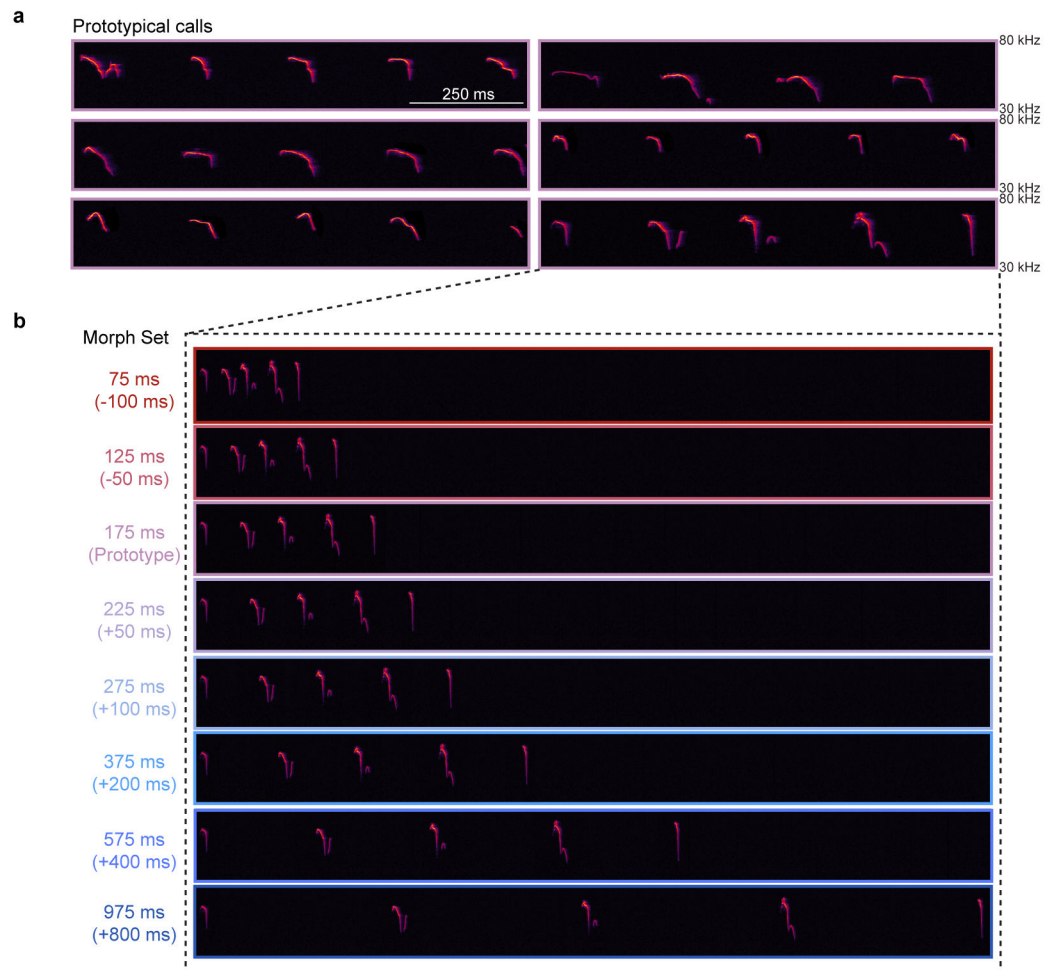 a
Prototypical calls
80 kHz
250 ms
30 kHz
80 kHz
30 kHz
80 kHz
30 kHz
b
Morph Set
75 ms
(-100 ms)
125 ms
(-50 ms)
175 ms
(Prototype)
225 ms
(+50 ms)
275 ms
(+100 ms)
375 ms
(+200 ms)
575 ms
(+400 ms)
975 ms
(+800 ms)